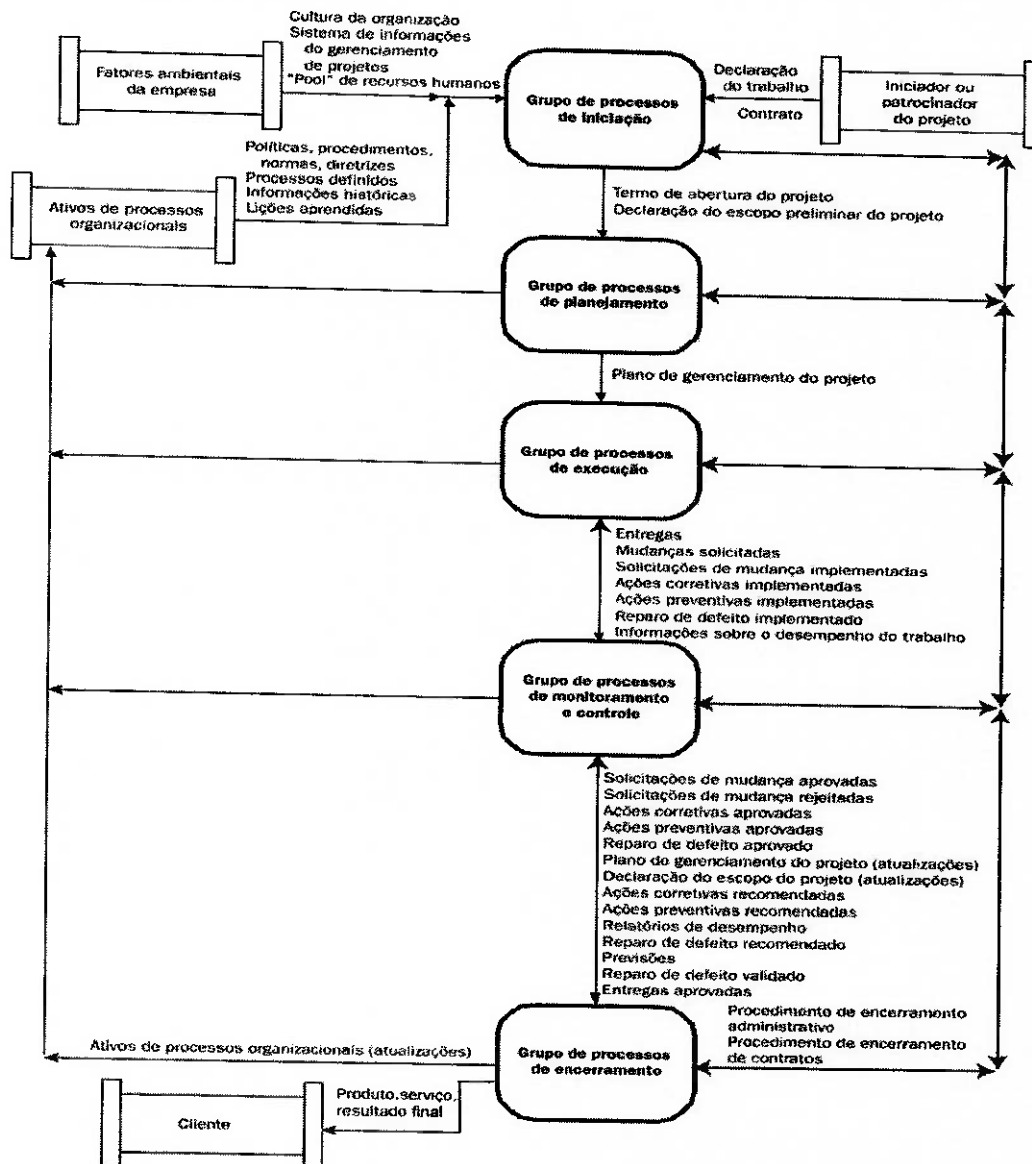 Cultura da organização
Sistema de informações
do gerenciamento
de projetos
"Pool" de recursos humanos
Fatores ambientais
da empresa
Grupo de processos
de iniciação
Declaração
do trabalho
Contrato
Iniciador ou
patrocinador
do projeto
Políticas, procedimentos,
normas, diretrizes
Processos definidos
Informações históricas
Lições aprendidas
Ativos de processos
organizacionais
Termo de abertura do projeto
Declaração do escopo preliminar do projeto
Grupo de processos
de planejamento
Plano de gerenciamento do projeto
Grupo de processos
de execução
Entregas
Mudanças solicitadas
Solicitações de mudança implementadas
Ações corretivas implementadas
Ações preventivas implementadas
Reparo de defeito implementado
Informações sobre o desempenho do trabalho
Grupo de processos
de monitoramento
e controle
Solicitações de mudança aprovadas
Solicitações de mudança rejeitadas
Ações corretivas aprovadas
Ações preventivas aprovadas
Reparo de defeito aprovado
Plano do gerenciamento do projeto (atualizações)
Declaração do escopo do projeto (atualizações)
Ações corretivas recomendadas
Ações preventivas recomendadas
Relatórios de desempenho
Reparo de defeito recomendado
Previsões
Reparo de defeito validado
Entregas aprovadas
Procedimento de encerramento
administrativo
Procedimento de encerramento
de contratos
Ativos de processos organizacionais (atualizações)
Grupo de processos
de encerramento
Produto, serviço,
resultado final
Cliente